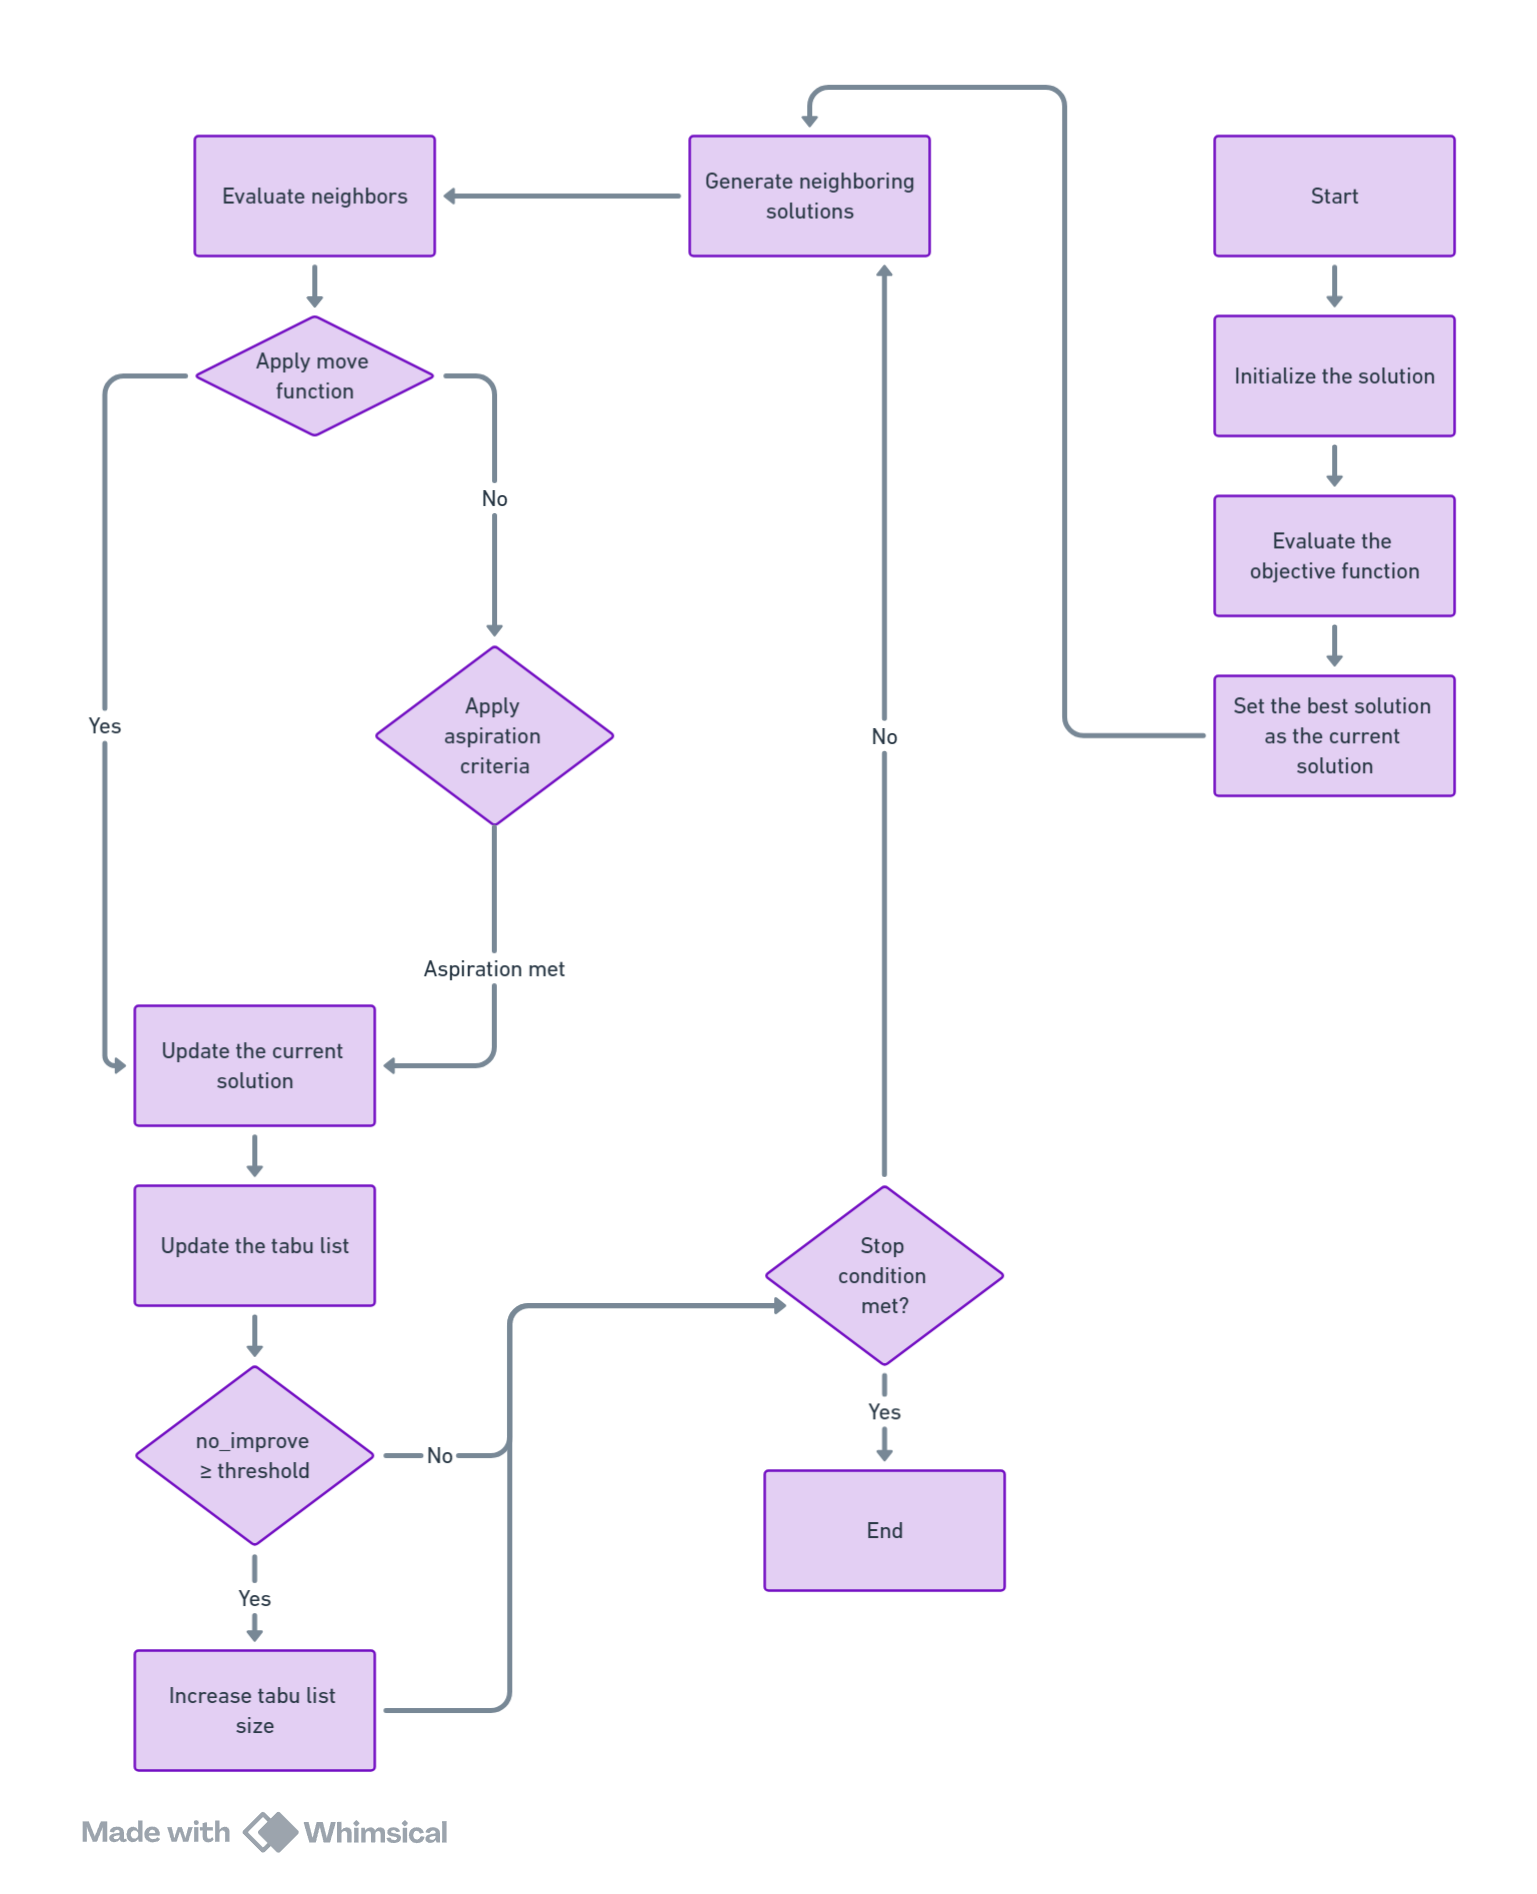 Start
Initialize the solution
Evaluate the
objective function
Set the best solution
as the current
solution
Generate neighboring
solutions
Evaluate neighbors
Apply move
function
Yes
No
Apply
aspiration
criteria
Aspiration met
Update the current
solution
Update the tabu list
no_improve
≥ threshold
No
Yes
Increase tabu list
size
Stop
condition
met?
No
Yes
End
Made with Whimsical